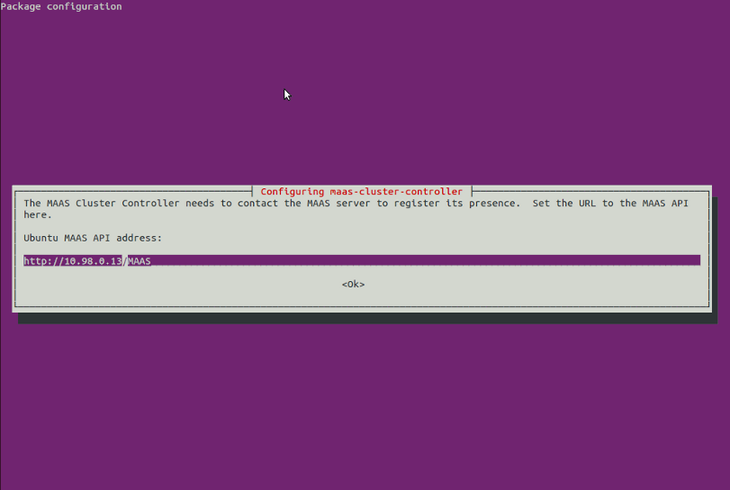 Package configuration
Configuring maas-cluster-controller
The MAAS Cluster Controller needs to contact the MAAS server to register its presence.  Set the URL to the MAAS API
here.
Ubuntu MAAS API address:
http://10.98.0.13/MAAS
<Ok>